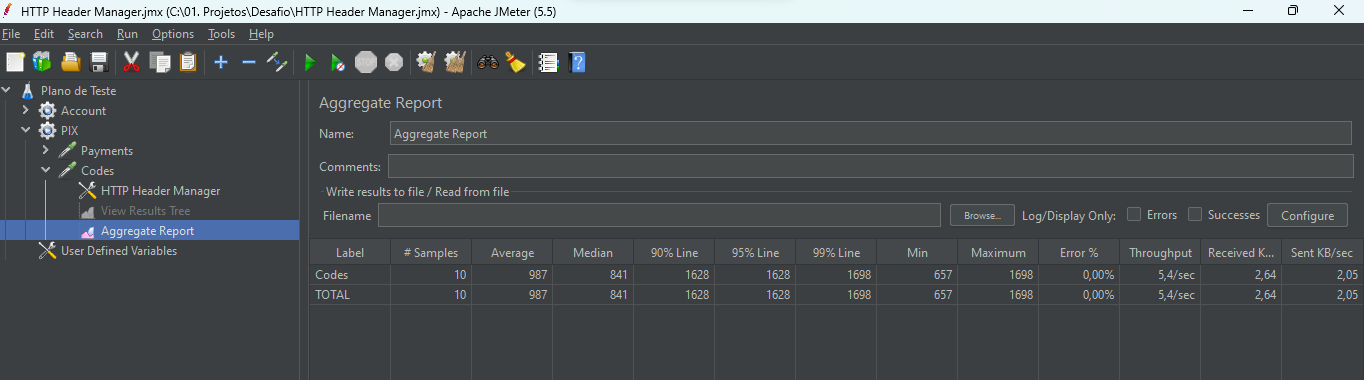 HTTP Header Manager.jmx (C:\01. Projetos\Desafio\HTTP Header Manager.jmx) - Apache JMeter (5.5)
File Edit Search Run Options Tools Help
STOP
Plano de Teste
Account
PIX
Payments
Codes
HTTP Header Manager
View Results Tree
Aggregate Report
User Defined Variables
Aggregate Report
Name: Aggregate Report
Comments:
Write results to file / Read from file
Filename Browse... Log/Display Only: Errors Successes Configure
Label # Samples Average Median 90% Line 95% Line 99% Line Min Maximum Error % Throughput Received K... Sent KB/sec
Codes 10 987 841 1628 1628 1698 657 1698 0,00% 5,4/sec 2,64 2,05
TOTAL 10 987 841 1628 1628 1698 657 1698 0,00% 5,4/sec 2,64 2,05